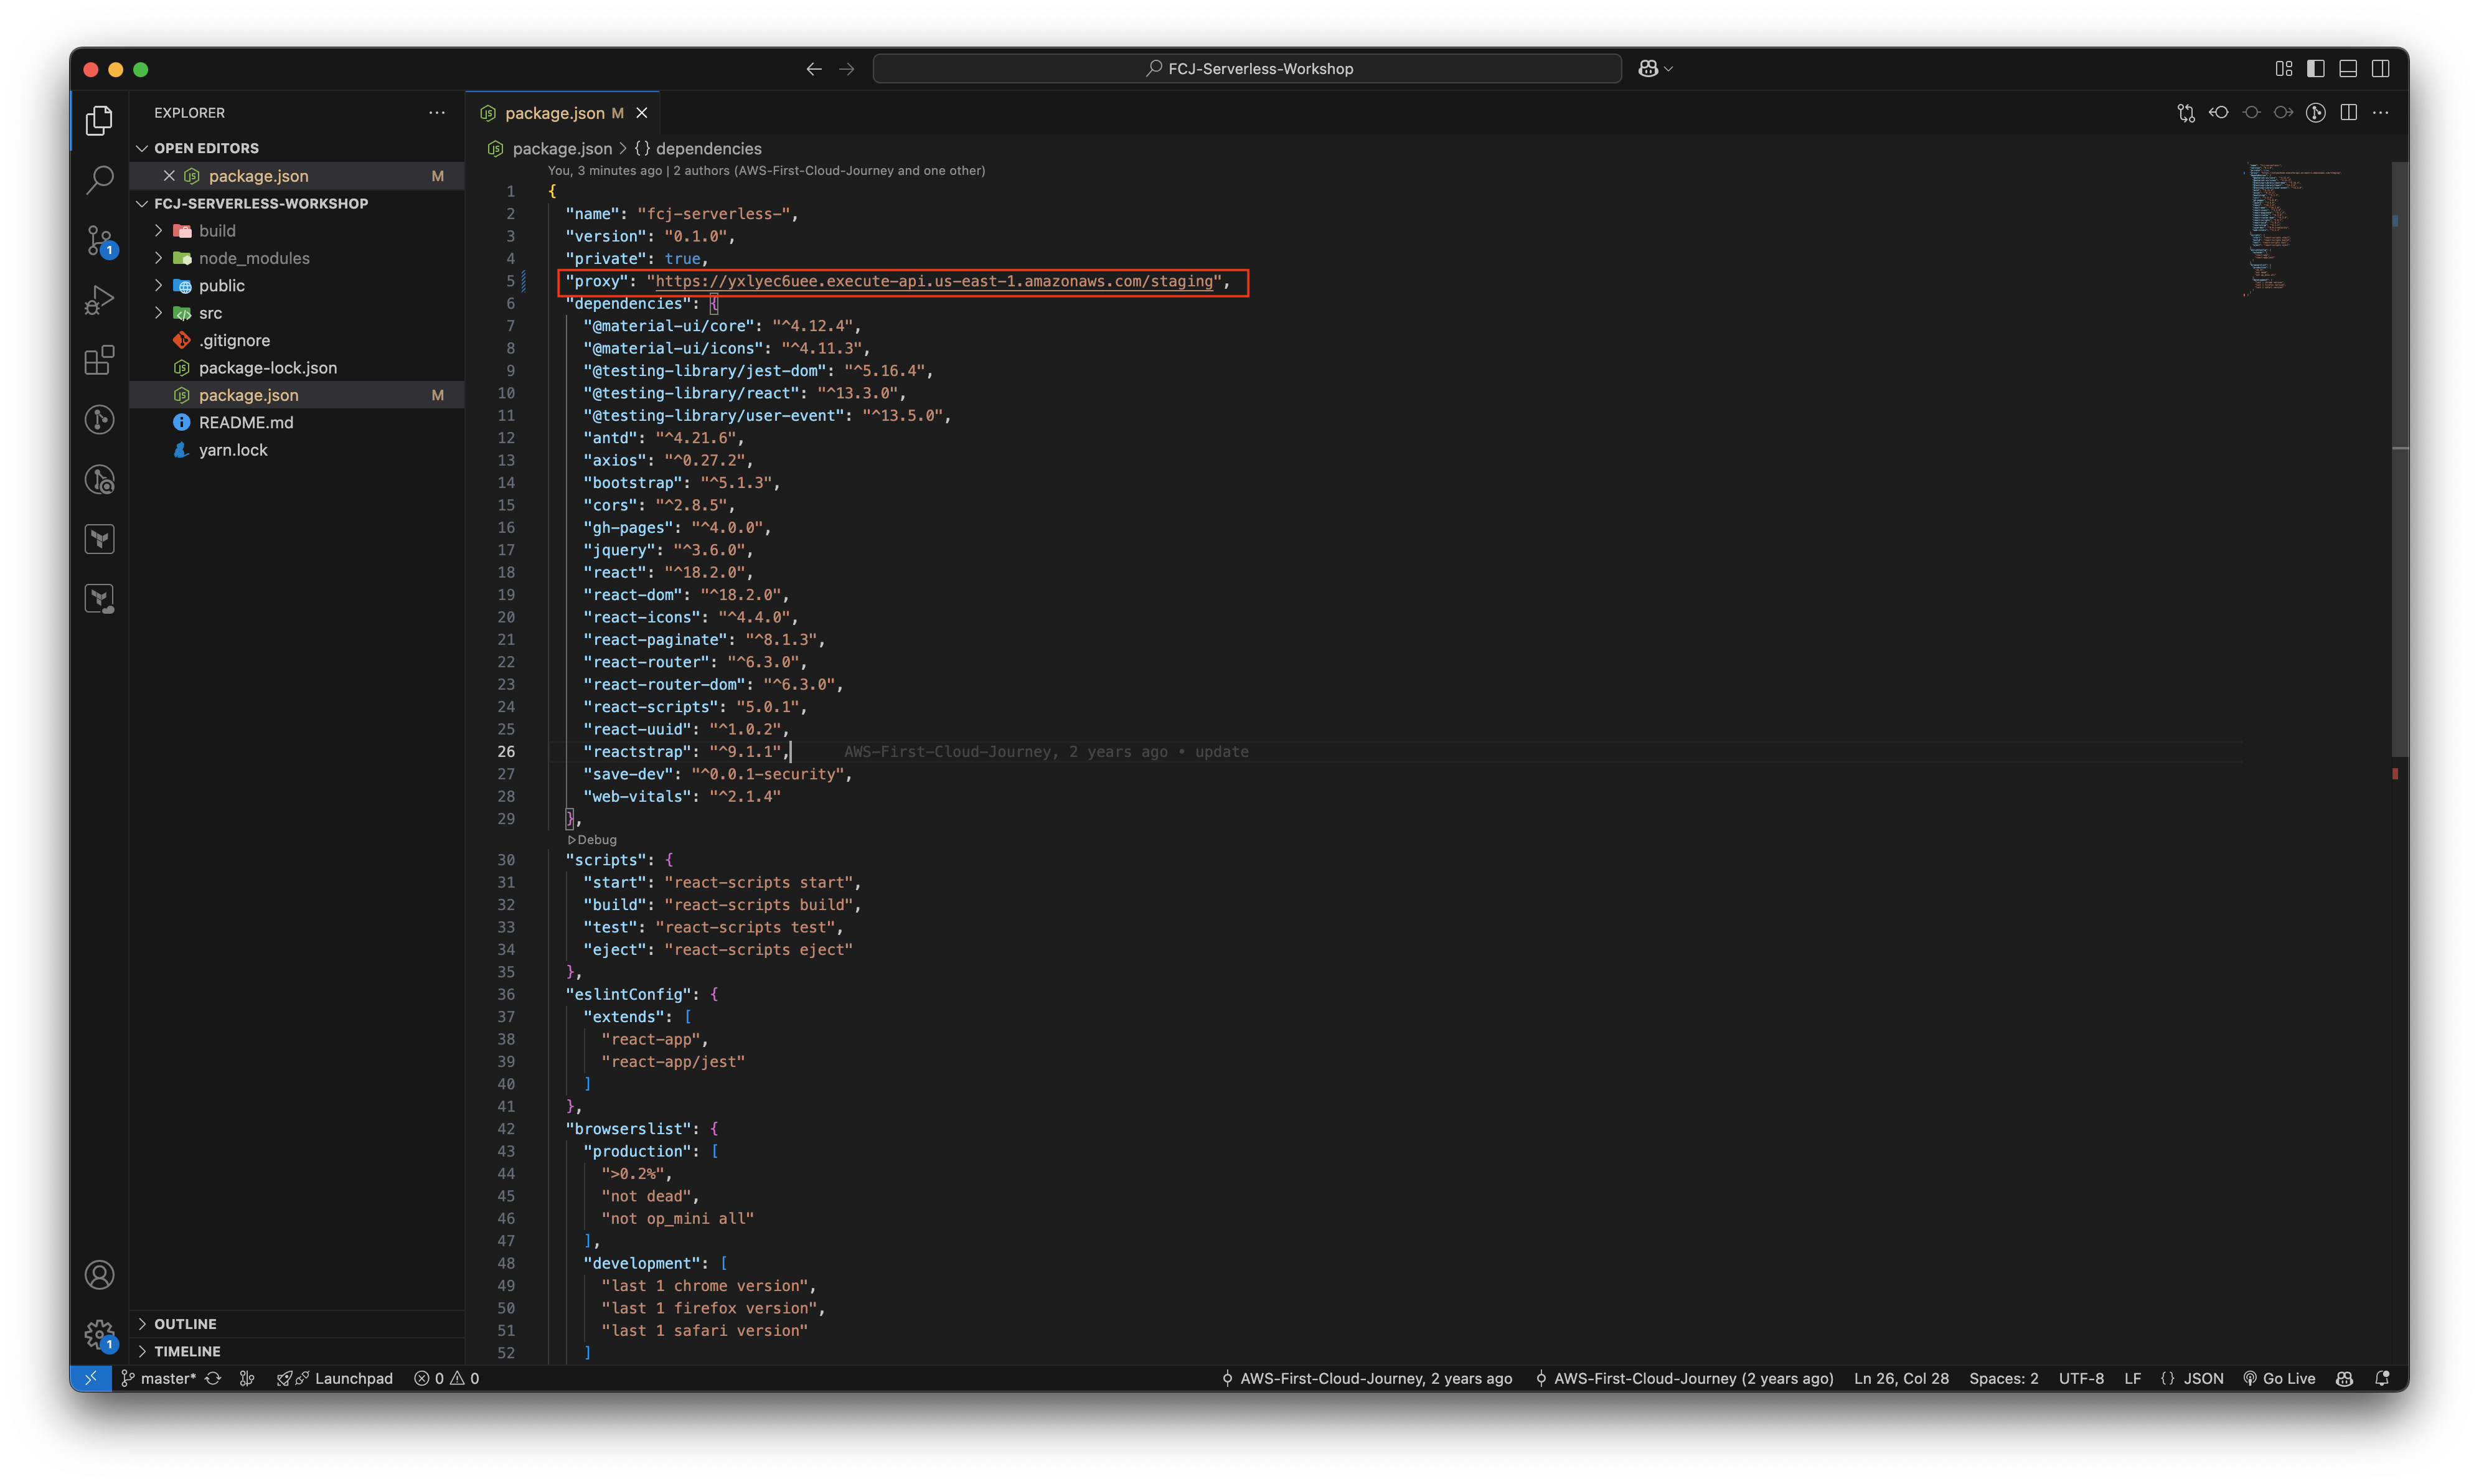 FCJ-Serverless-Workshop
EXPLORER
OPEN EDITORS
package.json M
FCJ-SERVERLESS-WORKSHOP
build
node_modules
public
src
.gitignore
package-lock.json
package.json M
README.md
yarn.lock
OUTLINE
TIMELINE
1
1
package.json M
package.json > {} dependencies
You, 3 minutes ago | 2 authors (AWS-First-Cloud-Journey and one other)
1 {
2 "name": "fcj-serverless-",
3 "version": "0.1.0",
4 "private": true,
5 "proxy": "https://yxlyec6uee.execute-api.us-east-1.amazonaws.com/staging",
6 "dependencies": {
7 "@material-ui/core": "^4.12.4",
8 "@material-ui/icons": "^4.11.3",
9 "@testing-library/jest-dom": "^5.16.4",
10 "@testing-library/react": "^13.3.0",
11 "@testing-library/user-event": "^13.5.0",
12 "antd": "^4.21.6",
13 "axios": "^0.27.2",
14 "bootstrap": "^5.1.3",
15 "cors": "^2.8.5",
16 "gh-pages": "^4.0.0",
17 "jquery": "^3.6.0",
18 "react": "^18.2.0",
19 "react-dom": "^18.2.0",
20 "react-icons": "^4.4.0",
21 "react-paginate": "^8.1.3",
22 "react-router": "^6.3.0",
23 "react-router-dom": "^6.3.0",
24 "react-scripts": "5.0.1",
25 "react-uuid": "^1.0.2",
26 "reactstrap": "^9.1.1", AWS-First-Cloud-Journey, 2 years ago • update
27 "save-dev": "^0.0.1-security",
28 "web-vitals": "^2.1.4"
29 },
Debug
30 "scripts": {
31 "start": "react-scripts start",
32 "build": "react-scripts build",
33 "test": "react-scripts test",
34 "eject": "react-scripts eject"
35 },
36 "eslintConfig": {
37 "extends": [
38 "react-app",
39 "react-app/jest"
40 ]
41 },
42 "browserslist": {
43 "production": [
44 ">0.2%",
45 "not dead",
46 "not op_mini all"
47 ],
48 "development": [
49 "last 1 chrome version",
50 "last 1 firefox version",
51 "last 1 safari version"
52 ]
master* Launchpad 0 0 AWS-First-Cloud-Journey, 2 years ago AWS-First-Cloud-Journey (2 years ago) Ln 26, Col 28 Spaces: 2 UTF-8 LF {} JSON Go Live